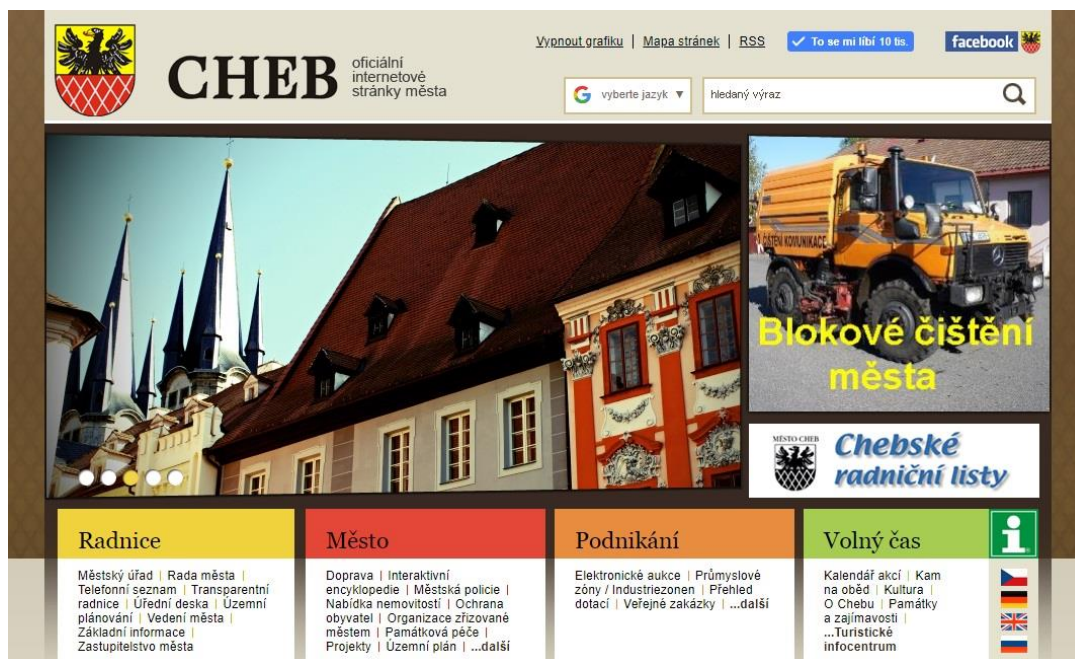 Vypnout grafiku | Mapa stránek | RSS
To se mi líbí 10 tis.
facebook
CHEB
oficiální
internetové
stránky města
vyberte jazyk ▼
hledaný výraz
ČIŠTĚNÍ KOMUNIKACÍ
Blokové čištění
města
MĚSTO CHEB
Chebské
radniční listy
Radnice
Městský úřad | Rada města |
Telefonní seznam | Transparentní
radnice | Úřední deska | Územní
plánování | Vedení města |
Základní informace |
Zastupitelstvo města
Město
Doprava | Interaktivní
encyklopedie | Městská policie |
Nabídka nemovitostí | Ochrana
obyvatel | Organizace zřizované
městem | Památková péče |
Projekty | Územní plán | ...další
Podnikání
Elektronické aukce | Průmyslové
zóny / Industriezonen | Přehled
dotací | Veřejné zakázky | ...další
Volný čas
i
Kalendář akcí | Kam
na oběd | Kultura |
O Chebu | Památky
a zajímavosti |
...Turistické
infocentrum